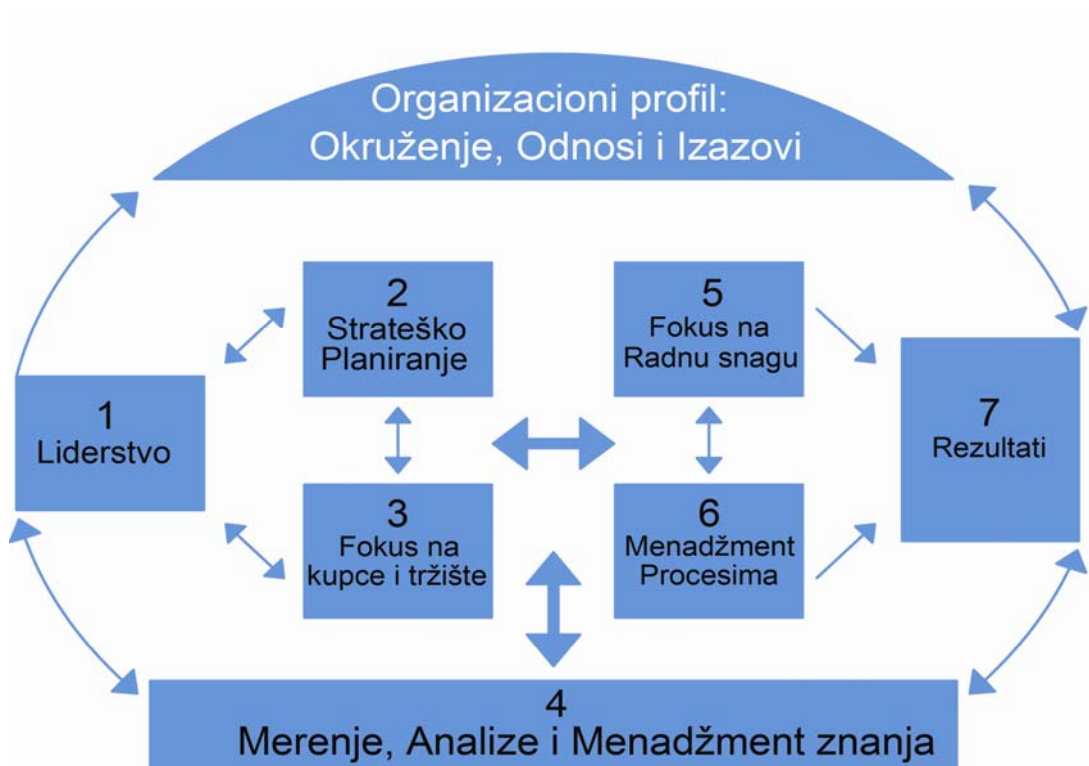 Organizacioni profil:
Okruženje, Odnosi i Izazovi
1
Liderstvo
2
Strateško
Planiranje
3
Fokus na
kupce i tržište
5
Fokus na
Radnu snagu
6
Menadžment
Procesima
7
Rezultati
4
Merenje, Analize i Menadžment znanja